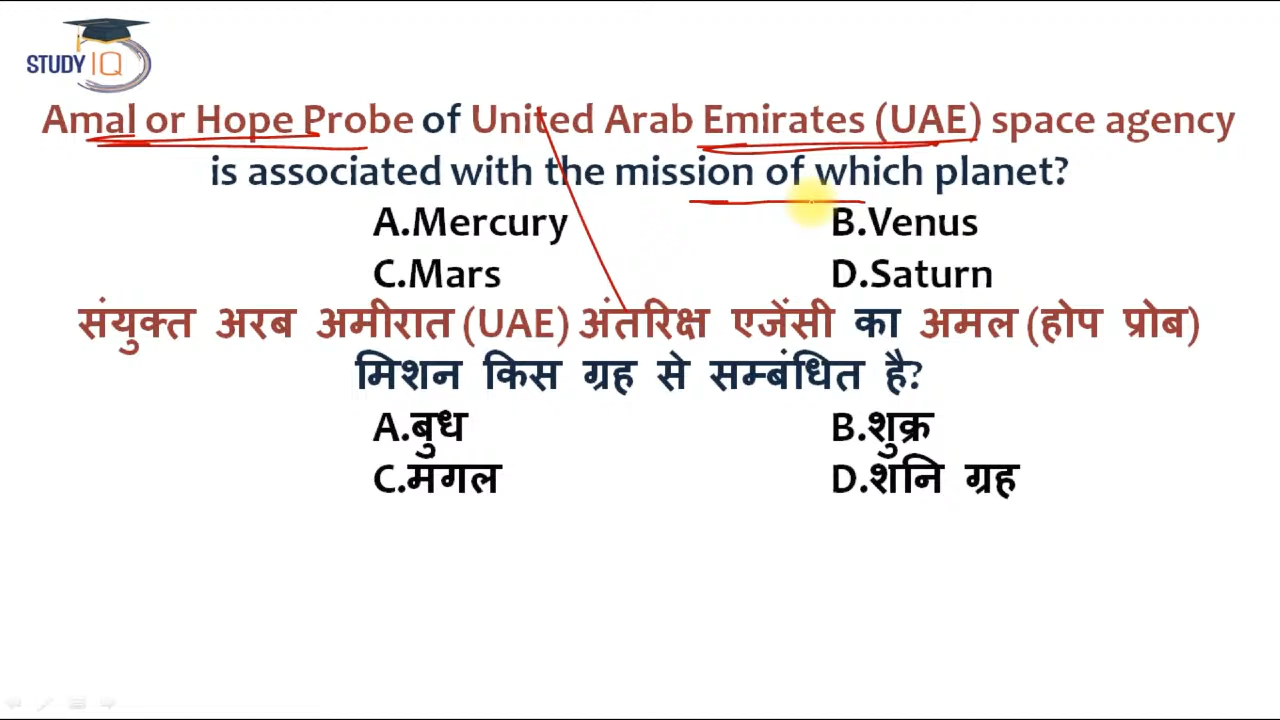 STUDY IQ
Amal or Hope Probe of United Arab Emirates (UAE) space agency
is associated with the mission of which planet?
A.Mercury B.Venus
C.Mars D.Saturn
संयुक्त अरब अमीरात (UAE) अंतरिक्ष एजेंसी का अमल (होप प्रोब)
मिशन किस ग्रह से सम्बंधित है?
A.बुध B.शुक्र
C.मगल D.शनि ग्रह